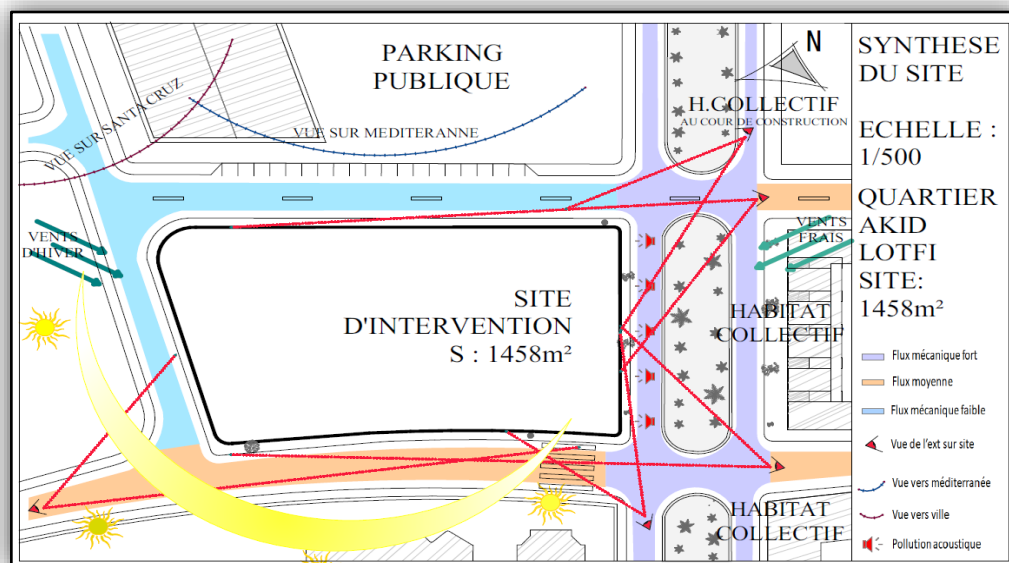 PARKING
PUBLIQUE
VUE SUR SANTA CRUZ
VUE SUR MEDITERANNE
N
H.COLLECTIF
AU COUR DE CONSTRUCTION
VENTS
D'HIVER
VENTS
FRAIS
SITE
D'INTERVENTION
S : 1458m²
HABITAT
COLLECTIF
HABITAT
COLLECTIF
SYNTHESE
DU SITE
ECHELLE :
1/500
QUARTIER
AKID
LOTFI
SITE:
1458m²
Flux mécanique fort
Flux moyenne
Flux mécanique faible
Vue de l'ext sur site
Vue vers méditerranée
Vue vers ville
Pollution acoustique